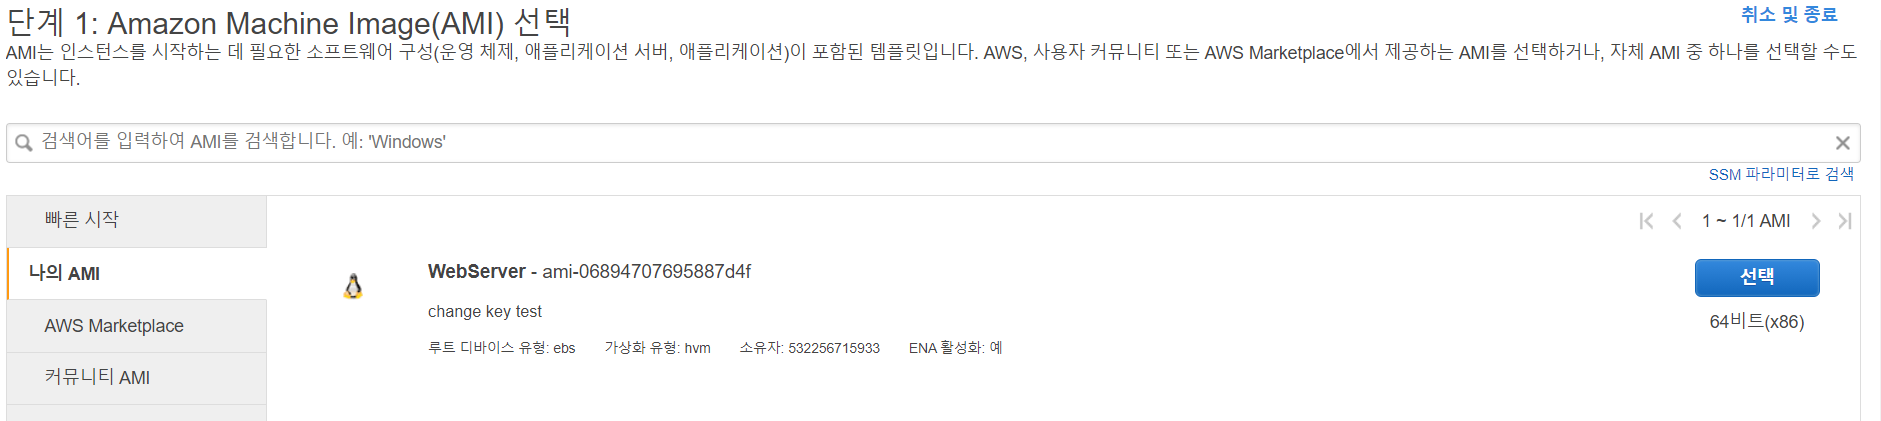 단계 1: Amazon Machine Image(AMI) 선택
취소 및 종료
AMI는 인스턴스를 시작하는 데 필요한 소프트웨어 구성(운영 체제, 애플리케이션 서버, 애플리케이션)이 포함된 템플릿입니다. AWS, 사용자 커뮤니티 또는 AWS Marketplace에서 제공하는 AMI를 선택하거나, 자체 AMI 중 하나를 선택할 수도
있습니다.
검색어를 입력하여 AMI를 검색합니다. 예: 'Windows'
SSM 파라미터로 검색
빠른 시작
나의 AMI
AWS Marketplace
커뮤니티 AMI
1 ~ 1/1 AMI
WebServer - ami-06894707695887d4f
change key test
루트 디바이스 유형: ebs 가상화 유형: hvm 소유자: 532256715933 ENA 활성화: 예
선택
64비트(x86)